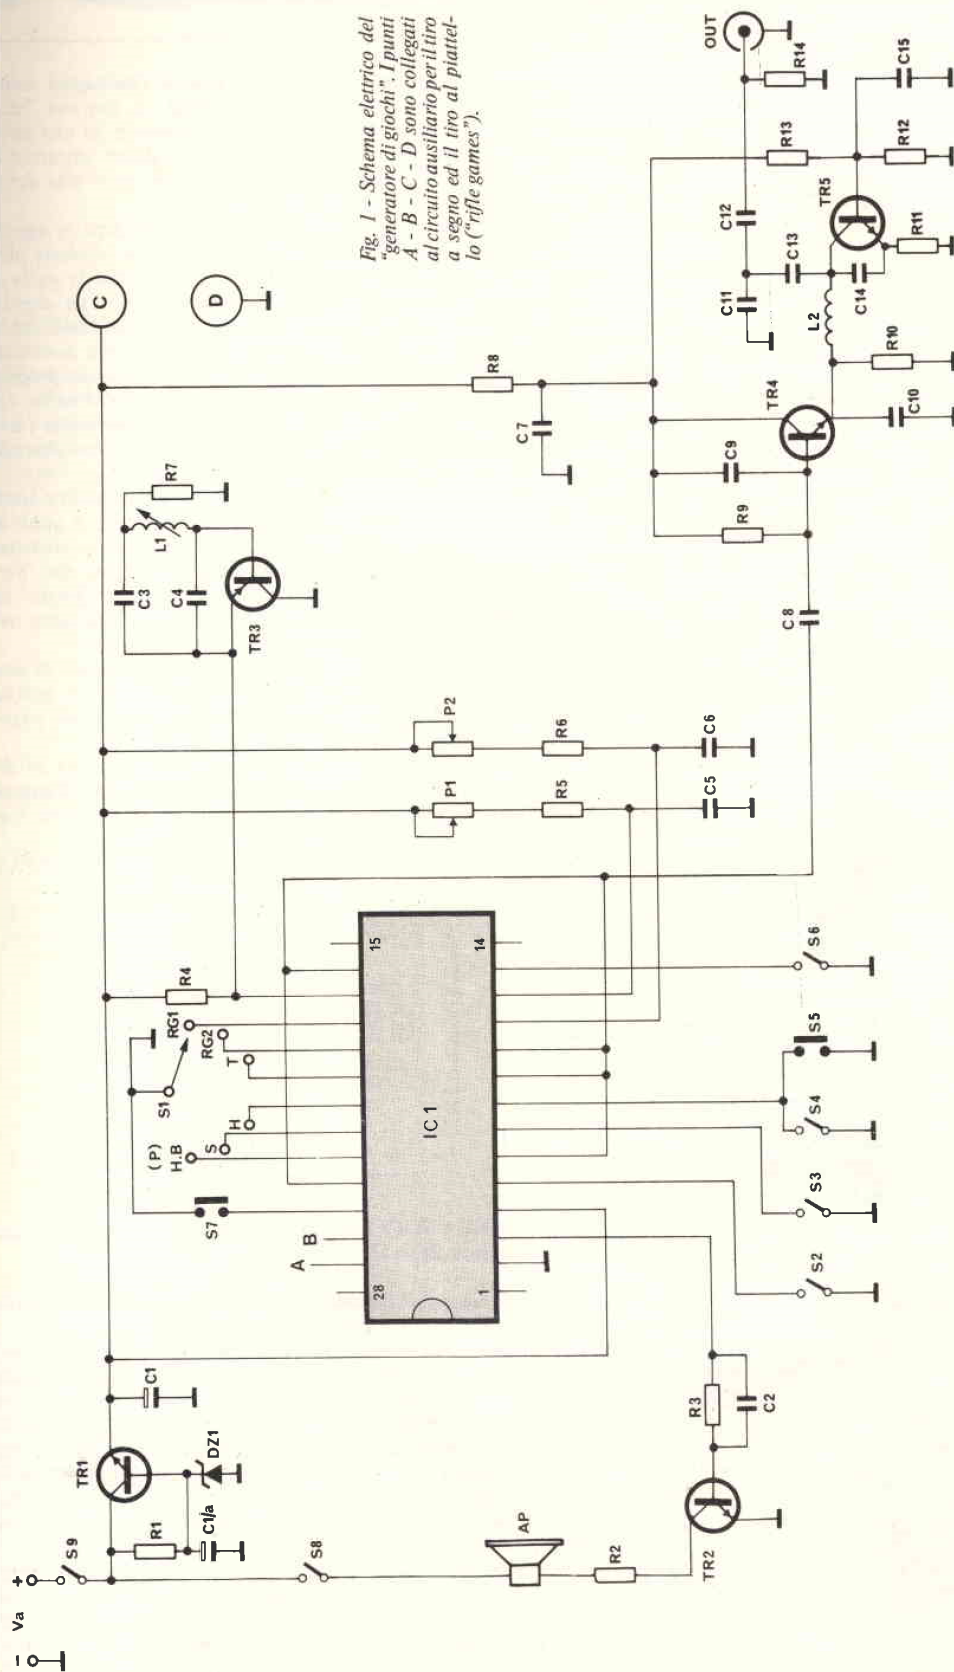 − Va +
S9
TR1
R1
C1/a
DZ1
C1
S8
AP
R2
TR2
R3
C2
S2
S3
S4
S5
S6
A
B
S7
(P)
H.B
S
H
T
RG2
RG1
S1
R4
28
15
IC1
1
14
P1
P2
R5
R6
C5
C6
TR3
C3
C4
L1
R7
C
D
R8
C7
C8
R9
C9
TR4
C10
R10
L2
C14
C13
C11
C12
TR5
R11
R12
C15
R13
R14
OUT
Fig. 1 - Schema elettrico del
“generatore di giochi”. I punti
A - B - C - D sono collegati
al circuito ausiliario per il tiro
a segno ed il tiro al piattel-
lo (“rifle games”).